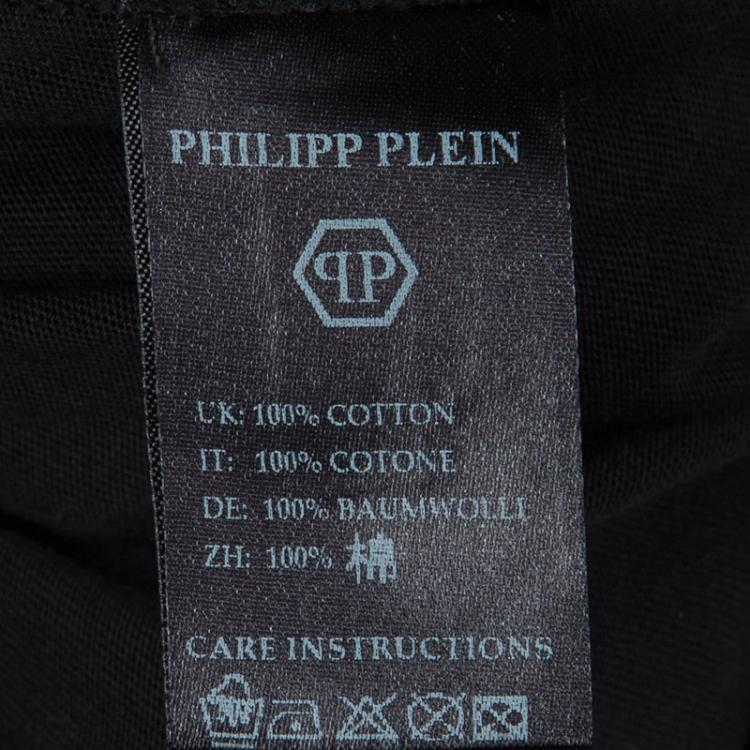 PHILIPP PLEIN
PP
UK: 100% COTTON
IT: 100% COTONE
DE: 100% BAUMWOLLE
ZH: 100% 棉
CARE INSTRUCTIONS